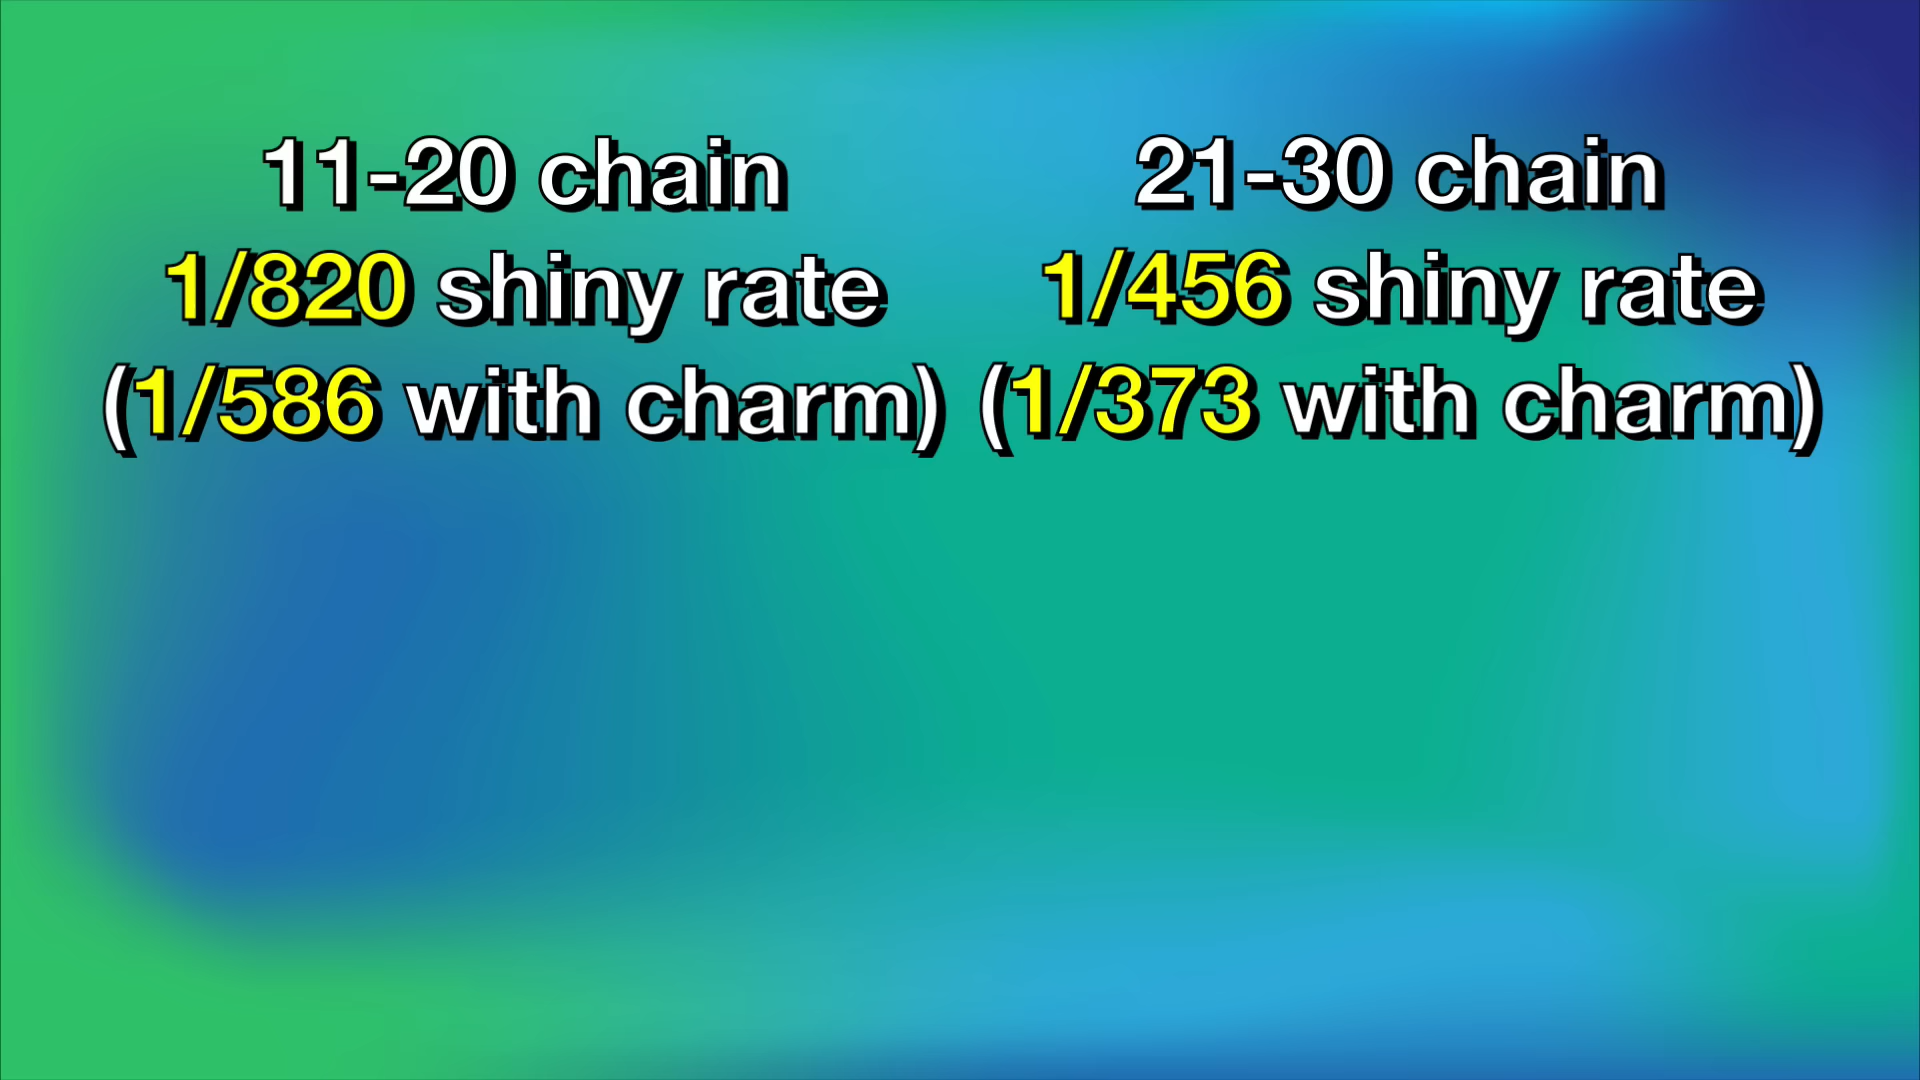 11-20 chain
1/820 shiny rate
(1/586 with charm)
21-30 chain
1/456 shiny rate
(1/373 with charm)